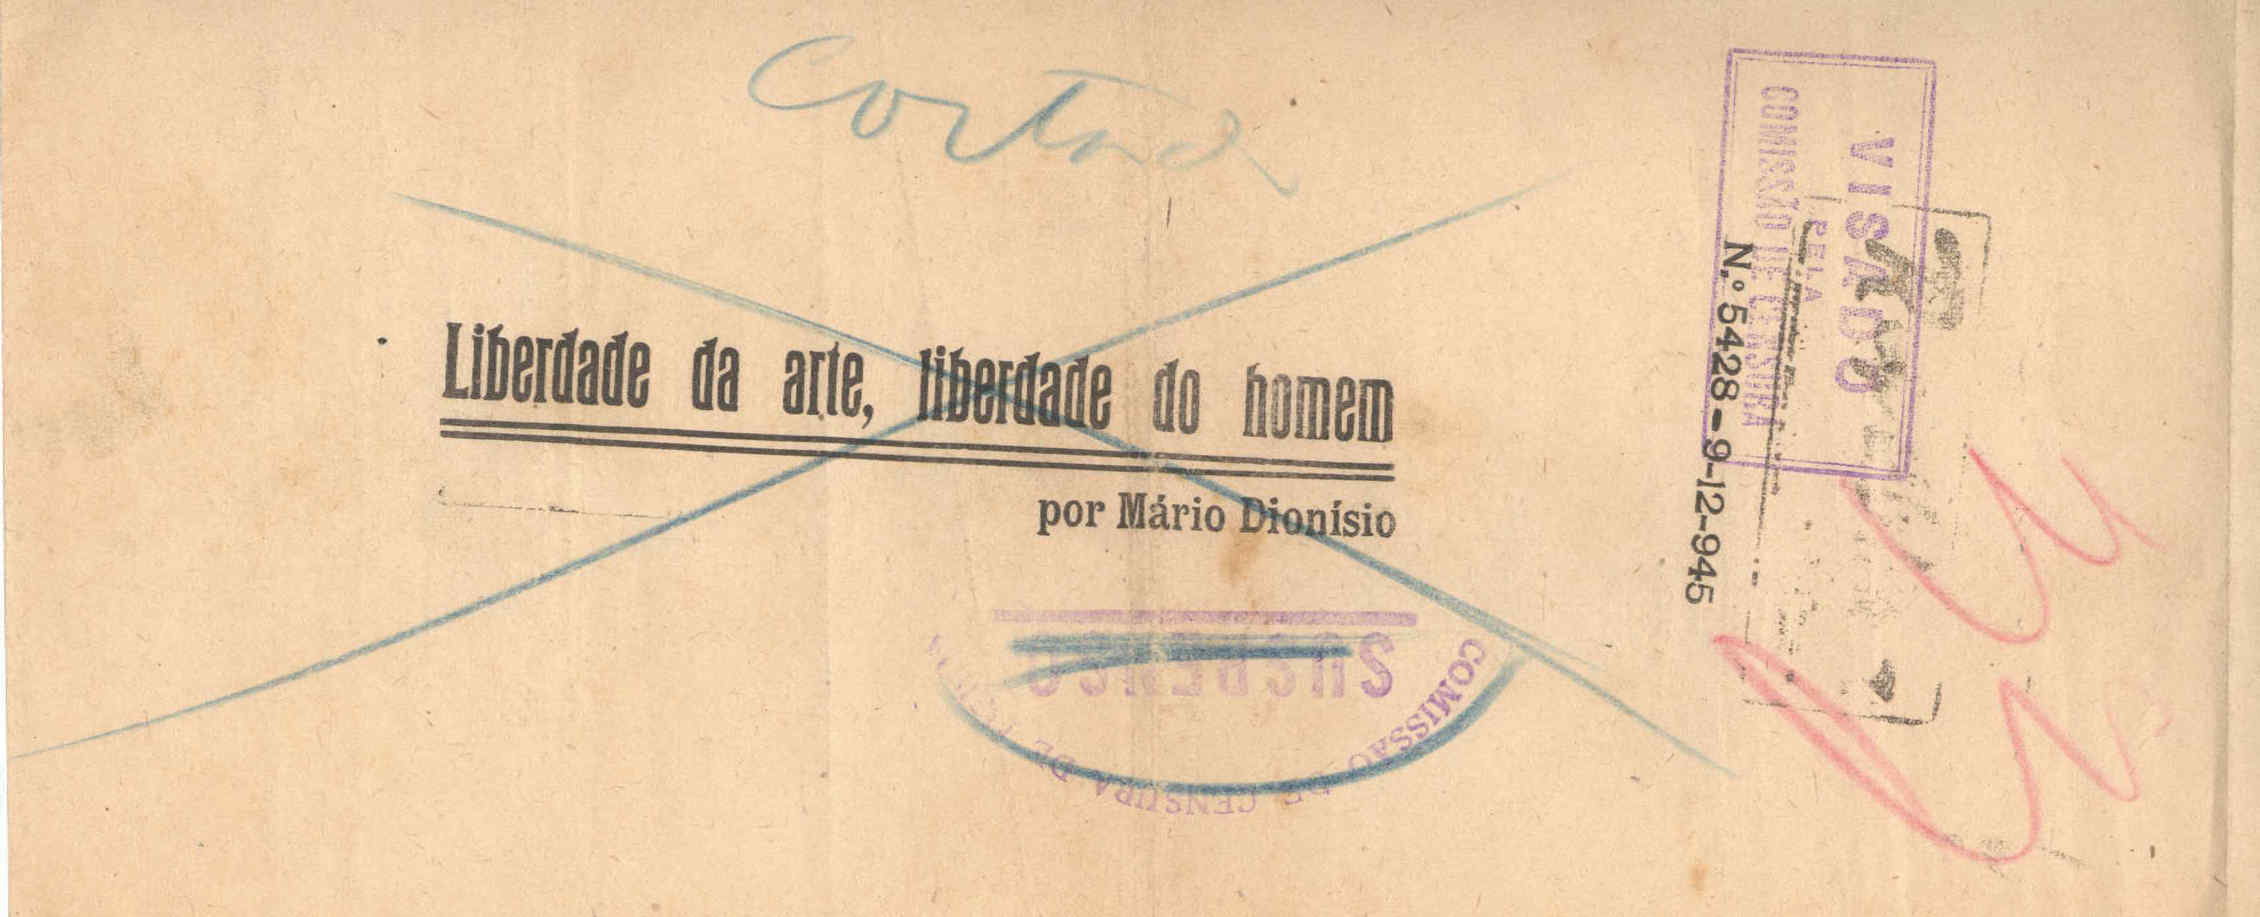 Cortado
Liberdade da arte, liberdade do homem
por Mário Dionísio
SUSPENSO
COMISSÃO DE CENSURA DE
VISADO
PELA
COMISSÃO DE CENSURA
N.º 5428-9-12-945